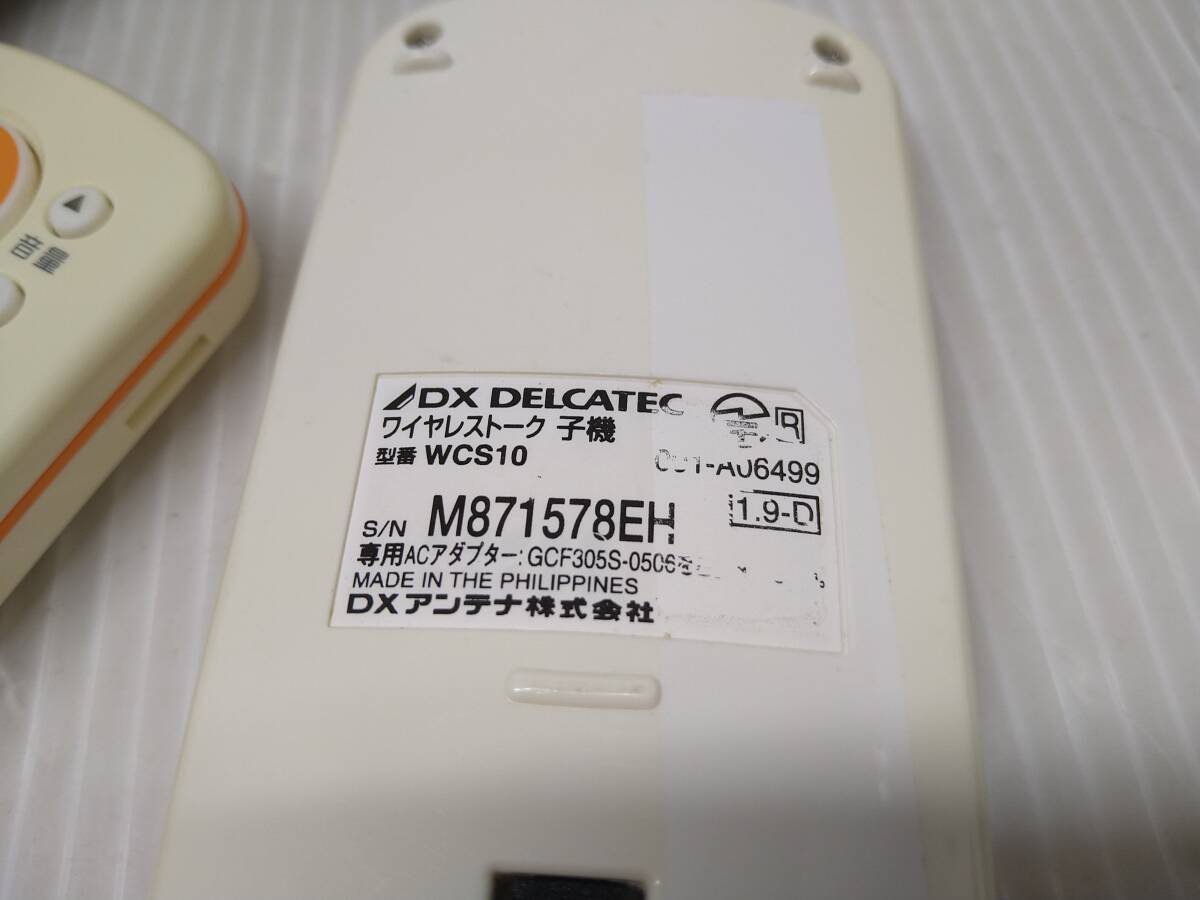 DX DELCATEC
ワイヤレストーク 子機
型番 WCS10
R
001-A06499
S/N M871578EH
1.9-D
専用ACアダプター:GCF305S-0506
MADE IN THE PHILIPPINES
DXアンテナ株式会社
音量